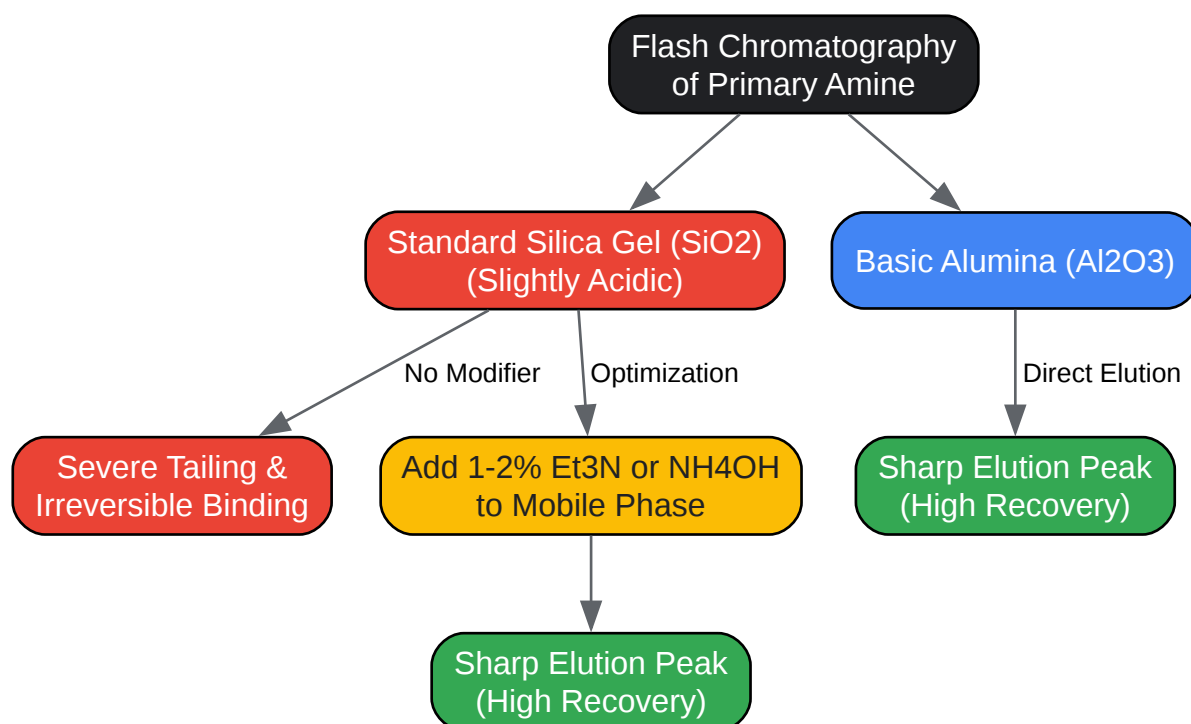 Flash Chromatography
of Primary Amine
Standard Silica Gel (SiO2)
(Slightly Acidic)
Basic Alumina (Al2O3)
No Modifier
Optimization
Direct Elution
Severe Tailing &
Irreversible Binding
Add 1-2% Et3N or NH4OH
to Mobile Phase
Sharp Elution Peak
(High Recovery)
Sharp Elution Peak
(High Recovery)